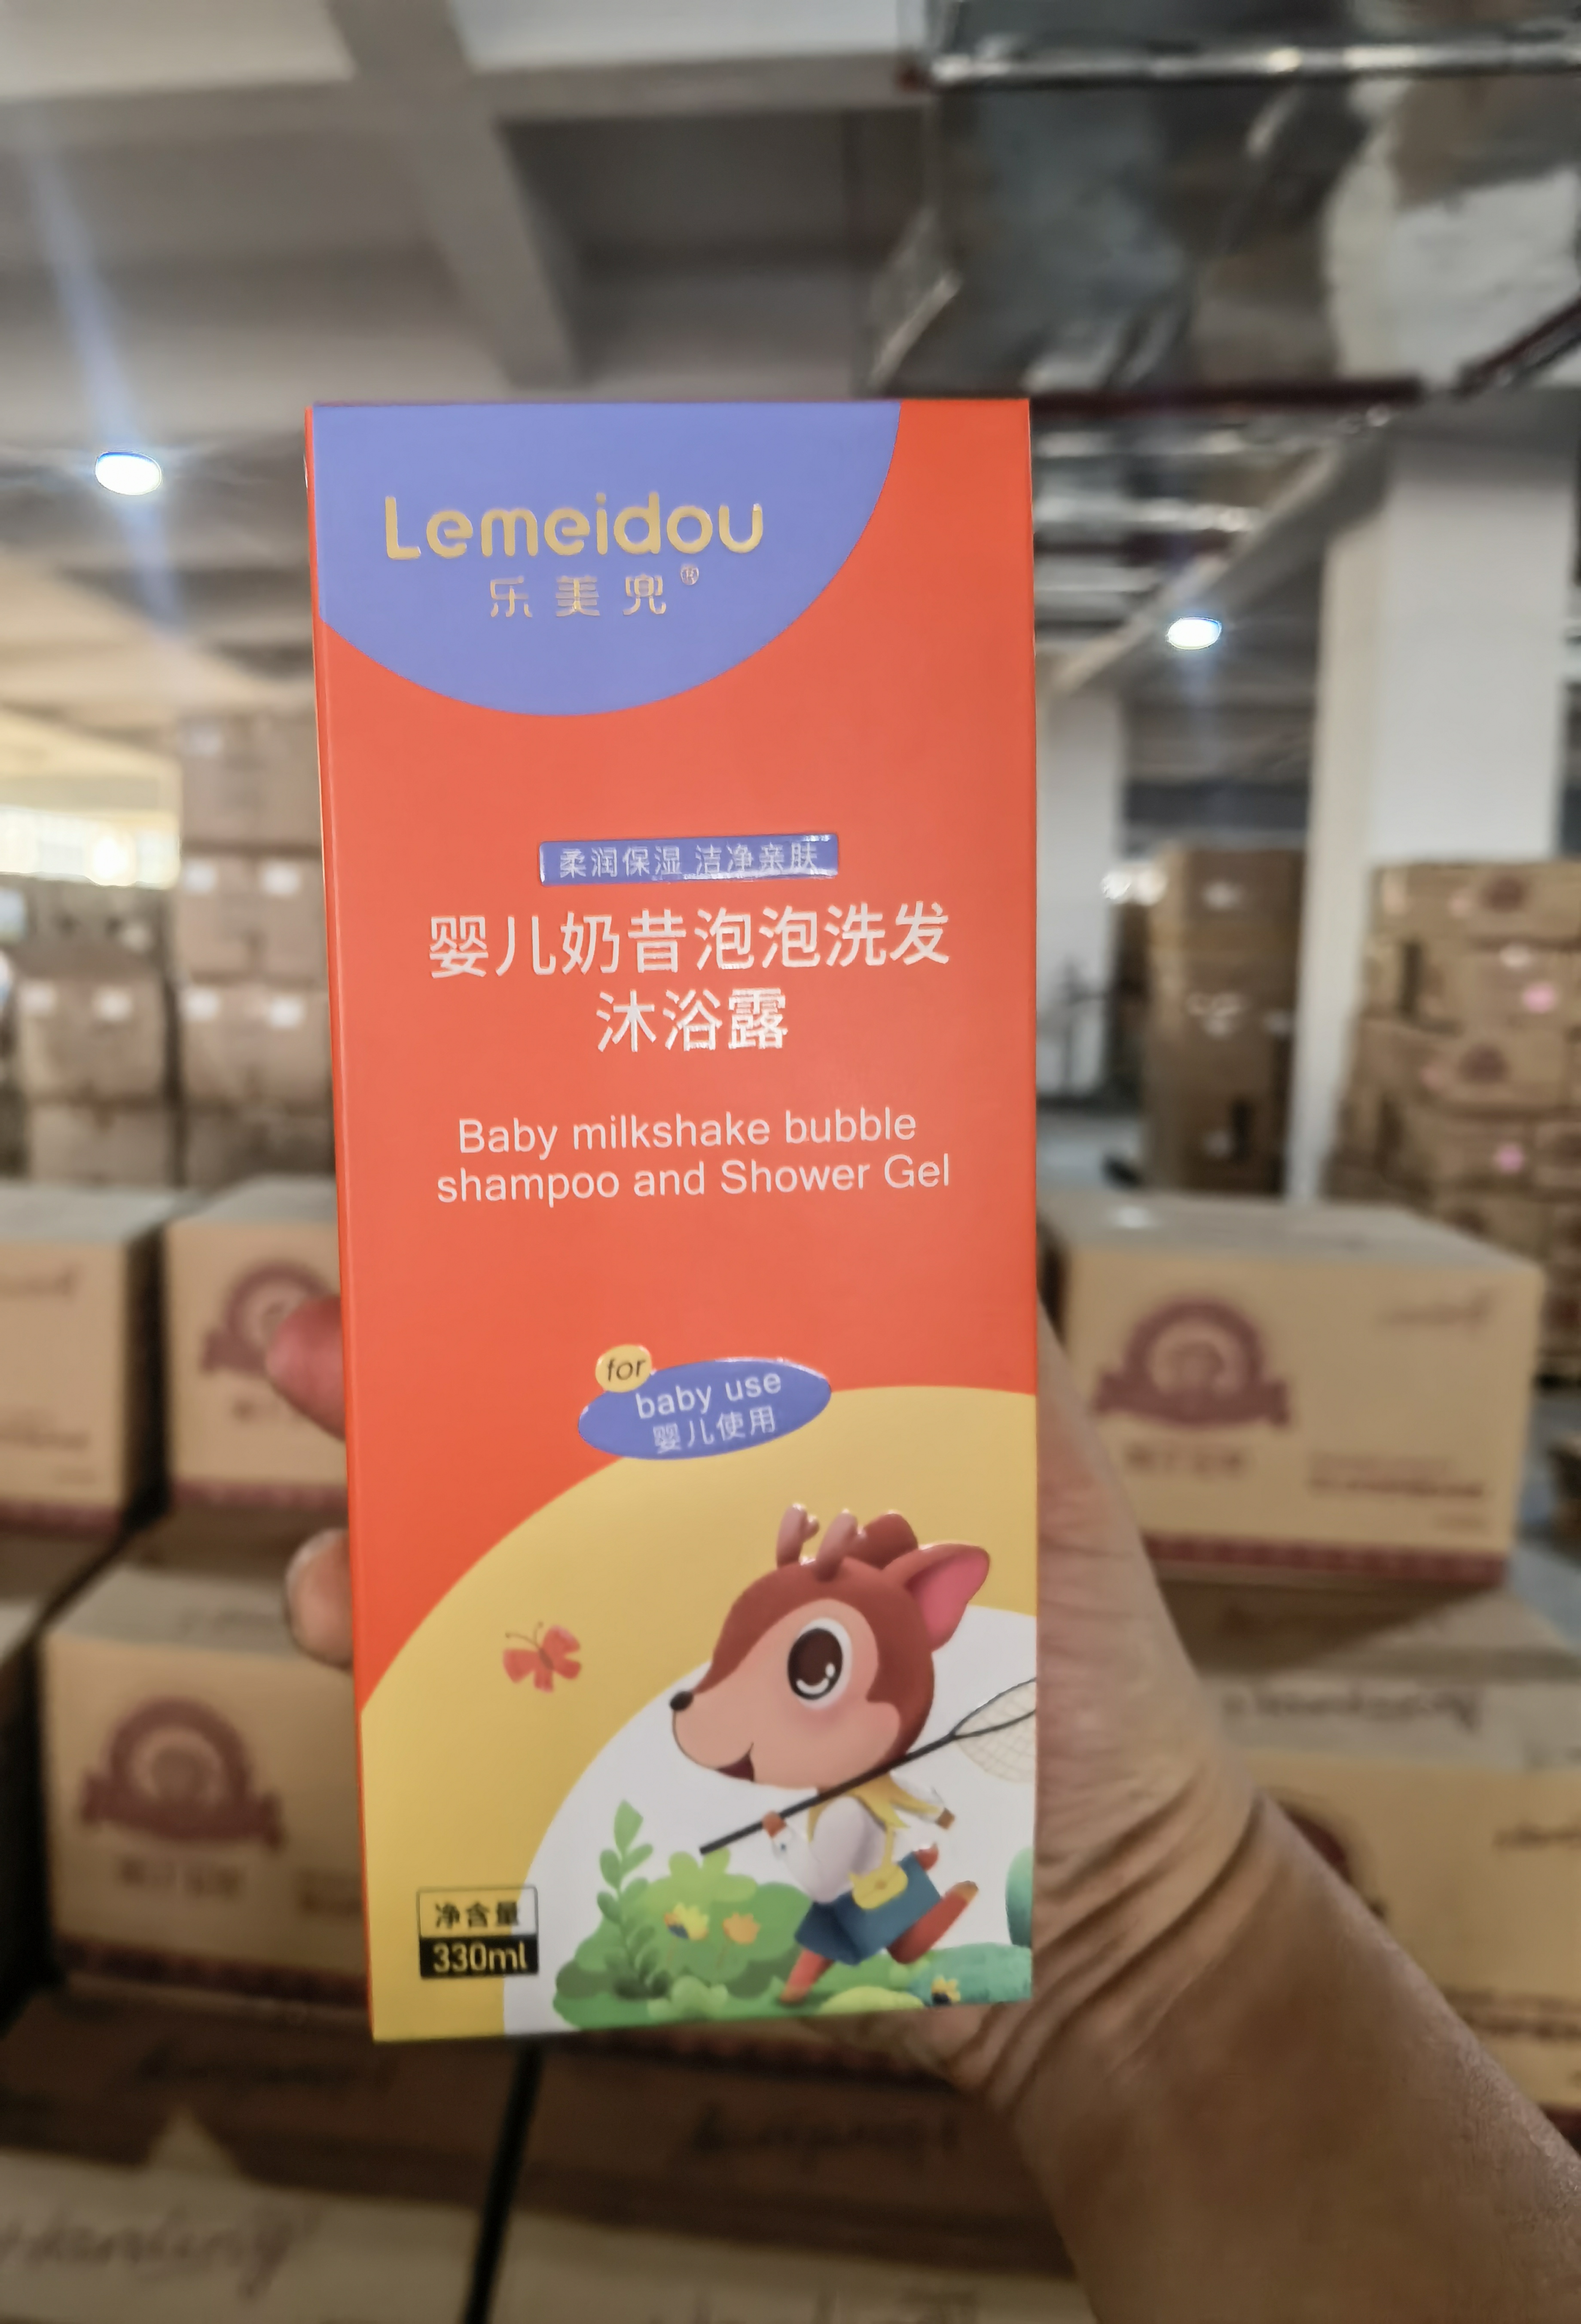 Lemeidou
乐美兜®
柔润保湿 洁净亲肤
婴儿奶昔泡泡洗发
沐浴露
Baby milkshake bubble
shampoo and Shower Gel
for
baby use
婴儿使用
净含量
330ml